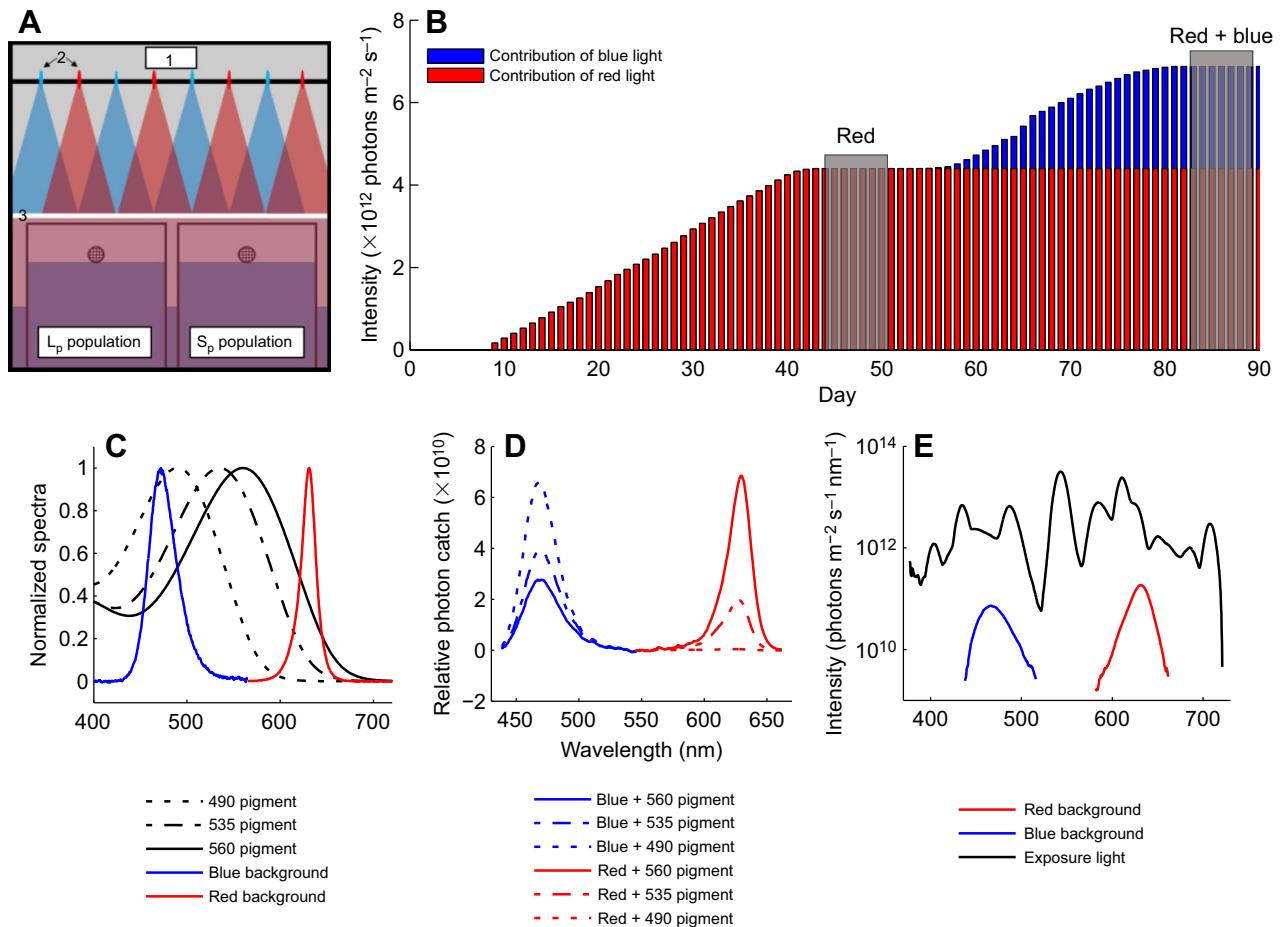 A
2
1
3
L_p population
S_p population
B
Contribution of blue light
Contribution of red light
Red
Red + blue
Intensity (×10^12 photons m^−2 s^−1)
8
6
4
2
0
0
10
20
30
40
50
60
70
80
90
Day
C
Normalized spectra
1
0.8
0.6
0.4
0.2
0
400
500
600
700
490 pigment
535 pigment
560 pigment
Blue background
Red background
D
Relative photon catch (×10^10)
8
6
4
2
0
−2
450
500
550
600
650
Wavelength (nm)
Blue + 560 pigment
Blue + 535 pigment
Blue + 490 pigment
Red + 560 pigment
Red + 535 pigment
Red + 490 pigment
E
Intensity (photons m^−2 s^−1 nm^−1)
10^14
10^12
10^10
400
500
600
700
Red background
Blue background
Exposure light